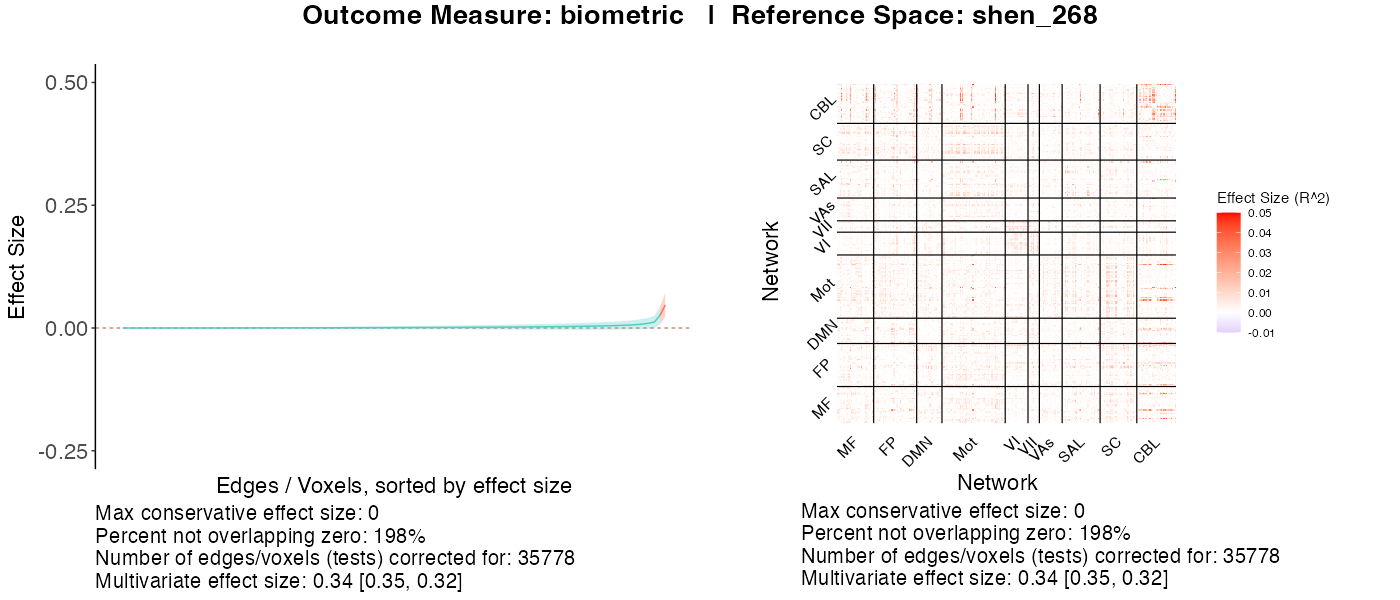 Outcome Measure: biometric | Reference Space: shen_268
0.50
0.25
0.00
-0.25
Effect Size
Edges / Voxels, sorted by effect size
Max conservative effect size: 0
Percent not overlapping zero: 198%
Number of edges/voxels (tests) corrected for: 35778
Multivariate effect size: 0.34 [0.35, 0.32]
Network
CBL
SC
SAL
VAs
VII
VI
Mot
DMN
FP
MF
MF
FP
DMN
Mot
VI
VII
VAs
SAL
SC
CBL
Network
Effect Size (R^2)
0.05
0.04
0.03
0.02
0.01
0.00
-0.01
Max conservative effect size: 0
Percent not overlapping zero: 198%
Number of edges/voxels (tests) corrected for: 35778
Multivariate effect size: 0.34 [0.35, 0.32]